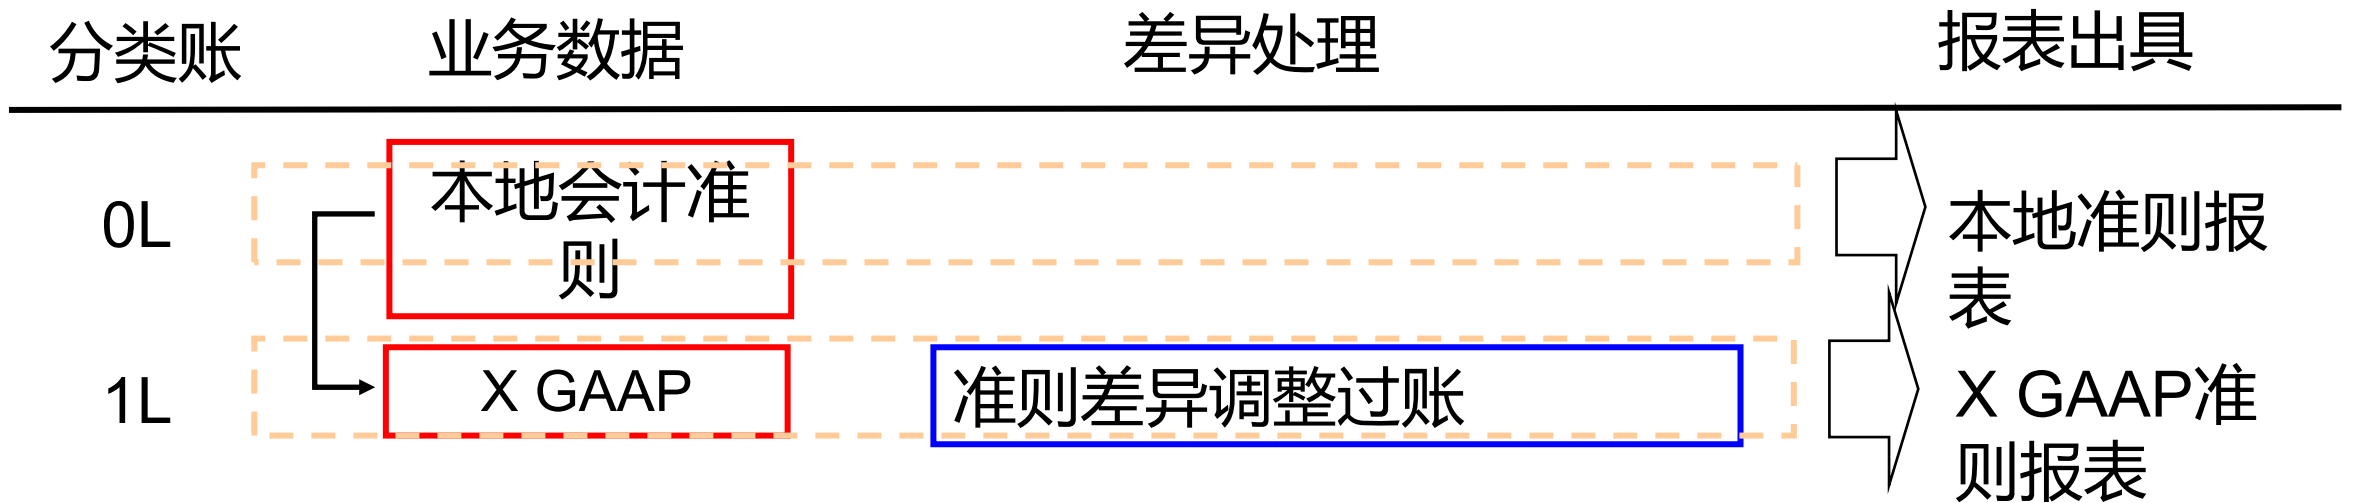 分类账 业务数据 差异处理 报表出具
0L 本地会计准
则
本地准则报
表
1L X GAAP 准则差异调整过账
X GAAP准
则报表